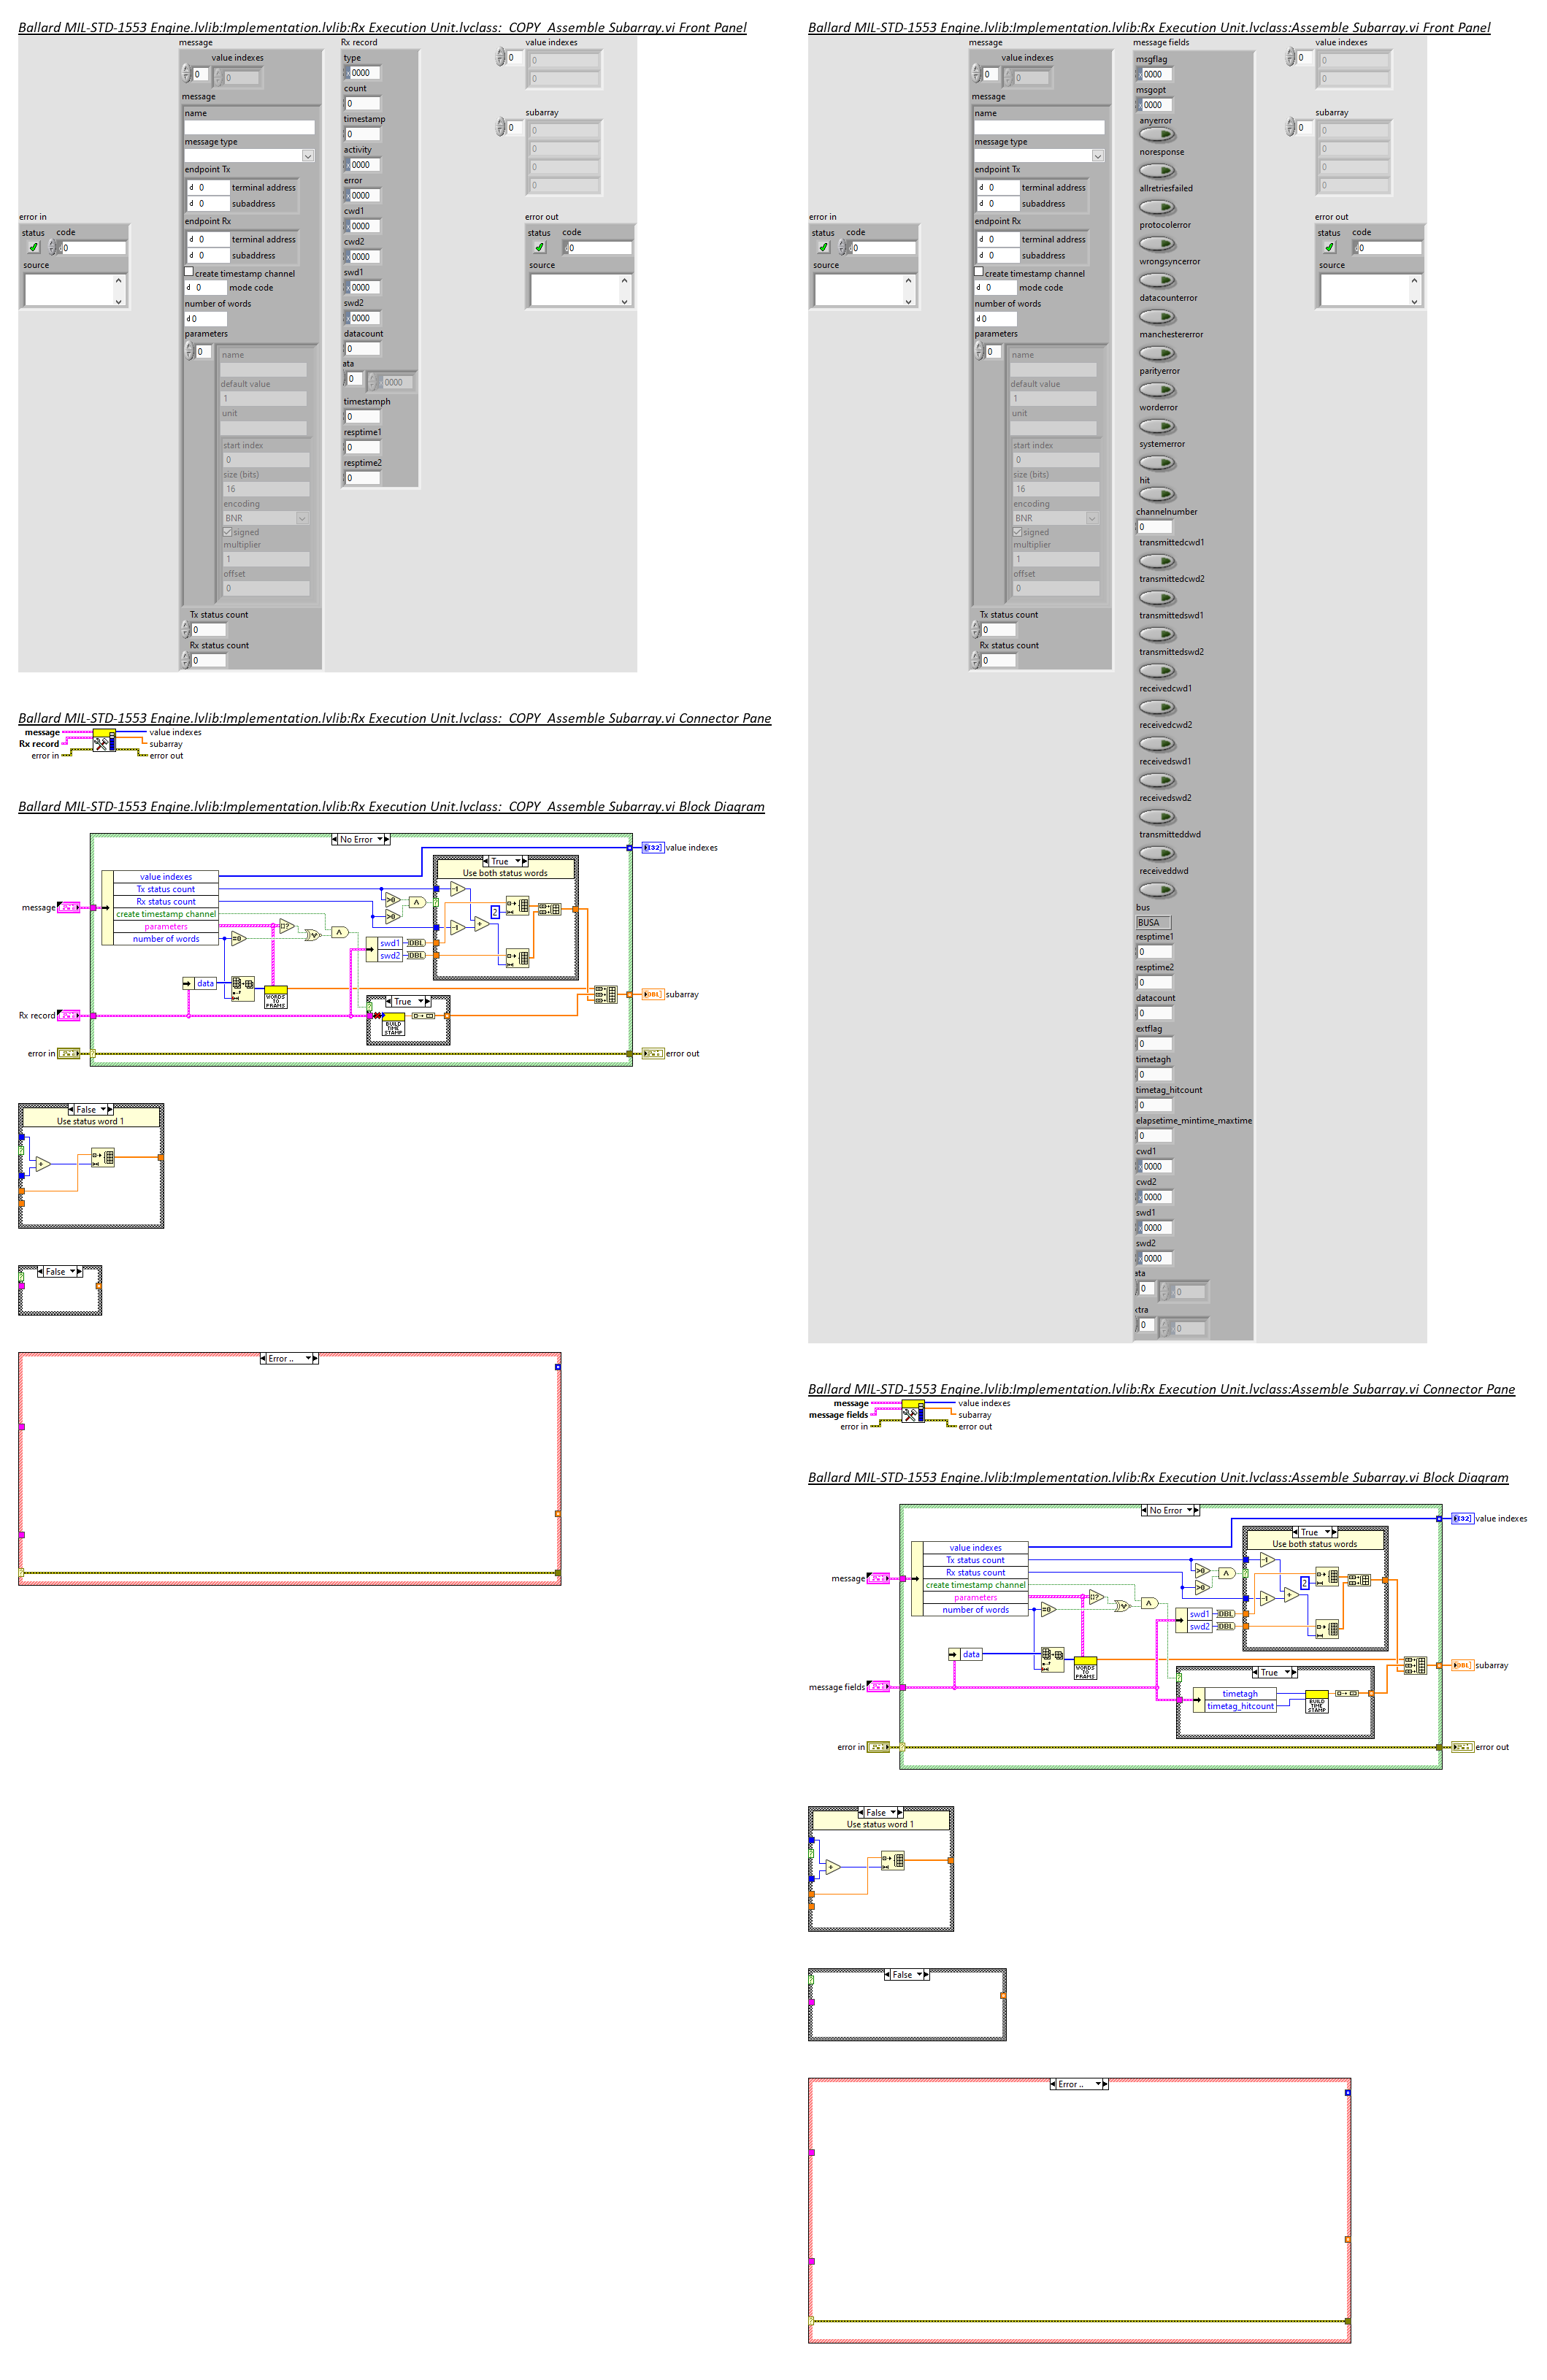 Ballard MIL-STD-1553 Engine.lvlib:Implementation.lvlib:Rx Execution Unit.lvclass:_COPY_Assemble Subarray.vi Front Panel
message
value indexes
0
0
message
name
message type
endpoint Tx
d 0 terminal address
d 0 subaddress
endpoint Rx
d 0 terminal address
d 0 subaddress
create timestamp channel
d 0 mode code
number of words
d 0
parameters
0
name
default value
1
unit
start index
0
size (bits)
16
encoding
BNR
signed
multiplier
1
offset
0
Tx status count
0
Rx status count
0
Rx record
type
x 0000
count
0
timestamp
0
activity
x 0000
error
x 0000
cwd1
x 0000
cwd2
x 0000
swd1
x 0000
swd2
x 0000
datacount
0
ata
0
x 0000
timestamph
0
resptime1
0
resptime2
0
value indexes
0
0
0
subarray
0
0
0
0
0
error in
status code
0
source
error out
status code
0
source
Ballard MIL-STD-1553 Engine.lvlib:Implementation.lvlib:Rx Execution Unit.lvclass:_COPY_Assemble Subarray.vi Connector Pane
message
Rx record
error in
value indexes
subarray
error out
Ballard MIL-STD-1553 Engine.lvlib:Implementation.lvlib:Rx Execution Unit.lvclass:_COPY_Assemble Subarray.vi Block Diagram
No Error
value indexes
True
Use both status words
value indexes
Tx status count
Rx status count
create timestamp channel
parameters
number of words
message
2
swd1 DBL
swd2 DBL
data
WORDS TO PRAMS
True
BUILD TIME STAMP
subarray
Rx record
error in
error out
False
Use status word 1
False
Error ..
Ballard MIL-STD-1553 Engine.lvlib:Implementation.lvlib:Rx Execution Unit.lvclass:Assemble Subarray.vi Front Panel
message
value indexes
0
0
message
name
message type
endpoint Tx
d 0 terminal address
d 0 subaddress
endpoint Rx
d 0 terminal address
d 0 subaddress
create timestamp channel
d 0 mode code
number of words
d 0
parameters
0
name
default value
1
unit
start index
0
size (bits)
16
encoding
BNR
signed
multiplier
1
offset
0
Tx status count
0
Rx status count
0
message fields
msgflag
x 0000
msgopt
x 0000
anyerror
noresponse
allretriesfailed
protocolerror
wrongsyncerror
datacounterror
manchestererror
parityerror
worderror
systemerror
hit
channelnumber
0
transmittedcwd1
transmittedcwd2
transmittedswd1
transmittedswd2
receivedcwd1
receivedcwd2
receivedswd1
receivedswd2
transmitteddwd
receiveddwd
bus
BUSA
resptime1
0
resptime2
0
datacount
0
extflag
0
timetagh
0
timetag_hitcount
0
elapsetime_mintime_maxtime
0
cwd1
x 0000
cwd2
x 0000
swd1
x 0000
swd2
x 0000
ata
0
0
xtra
0
0
value indexes
0
0
0
subarray
0
0
0
0
0
error in
status code
0
source
error out
status code
0
source
Ballard MIL-STD-1553 Engine.lvlib:Implementation.lvlib:Rx Execution Unit.lvclass:Assemble Subarray.vi Connector Pane
message
message fields
error in
value indexes
subarray
error out
Ballard MIL-STD-1553 Engine.lvlib:Implementation.lvlib:Rx Execution Unit.lvclass:Assemble Subarray.vi Block Diagram
No Error
value indexes
True
Use both status words
value indexes
Tx status count
Rx status count
create timestamp channel
parameters
number of words
message
2
swd1 DBL
swd2 DBL
data
WORDS TO PRAMS
True
timetagh
timetag_hitcount
BUILD TIME STAMP
subarray
message fields
error in
error out
False
Use status word 1
False
Error ..